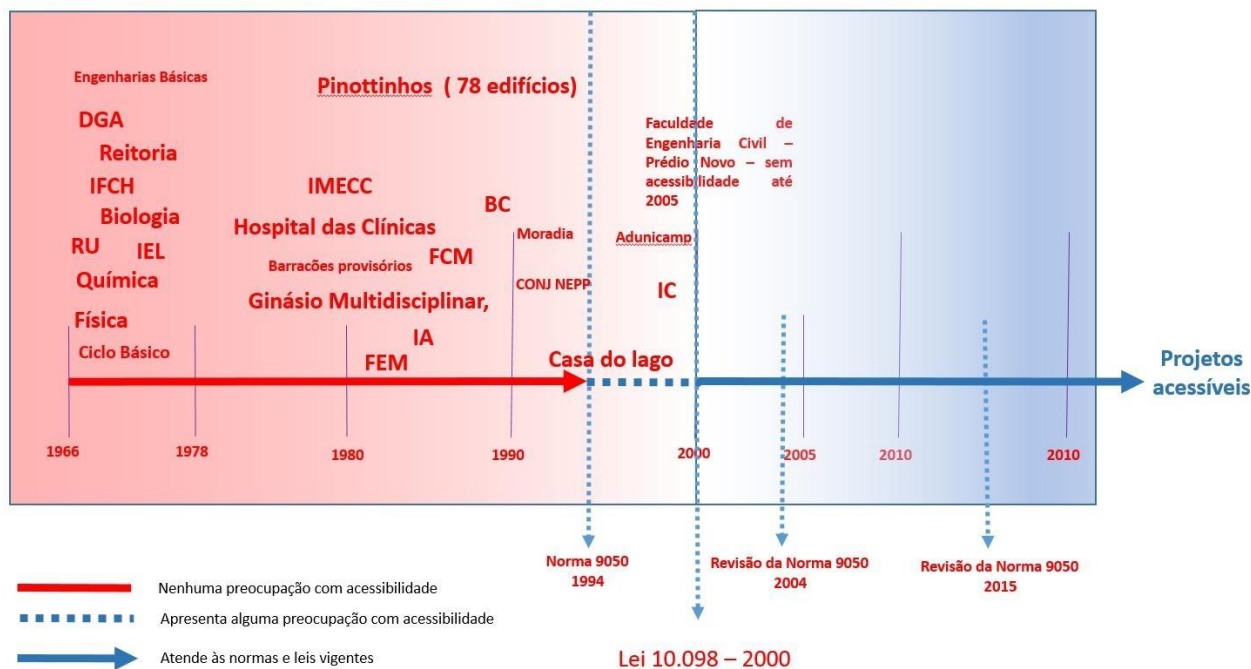 Engenharias Básicas
Pinottinhos ( 78 edifícios)
DGA
Reitoria
IFCH
Biologia
RU
IEL
Química
Física
Ciclo Básico
IMECC
Hospital das Clínicas
Barracões provisórios
FCM
Ginásio Multidisciplinar,
IA
FEM
BC
Moradia
CONJ NEPP
Casa do lago
Faculdade de
Engenharia Civil –
Prédio Novo – sem
acessibilidade até
2005
Adunicamp
IC
Projetos
acessíveis
1966
1978
1980
1990
2000
2005
2010
2010
Norma 9050
1994
Revisão da Norma 9050
2004
Revisão da Norma 9050
2015
Lei 10.098 – 2000
Nenhuma preocupação com acessibilidade
Apresenta alguma preocupação com acessibilidade
Atende às normas e leis vigentes